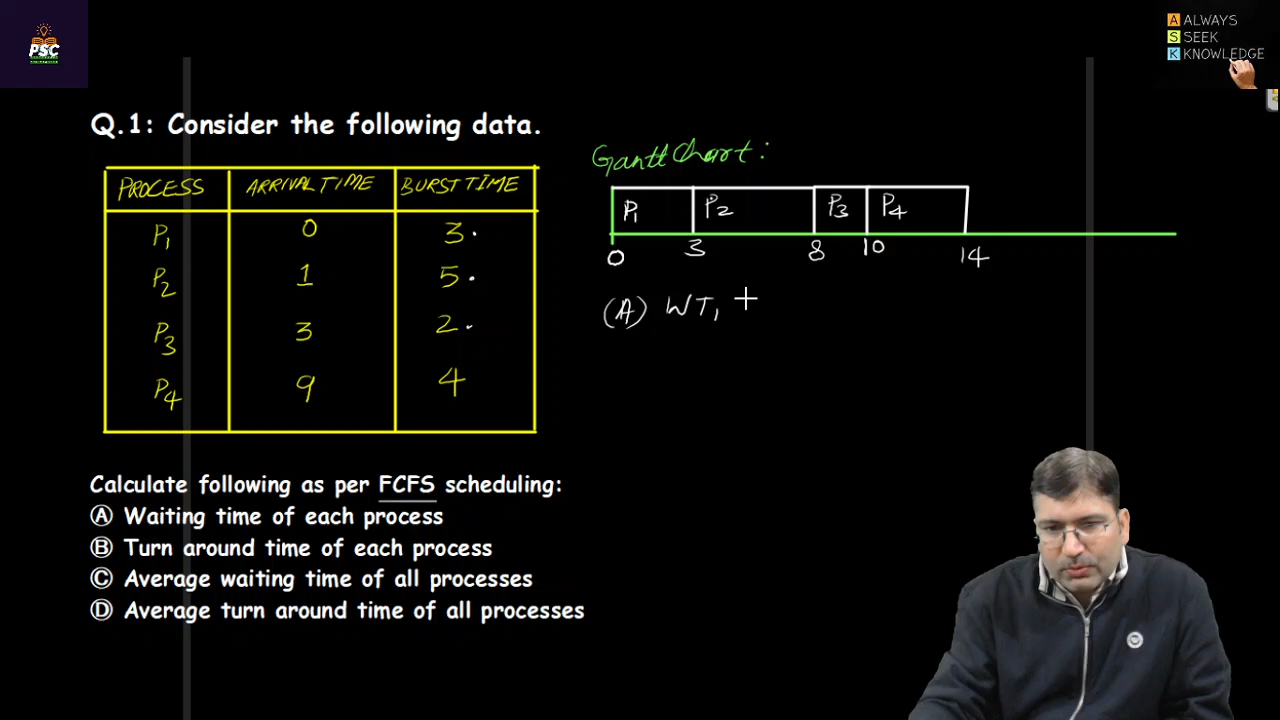 PSC
A ALWAYS
S SEEK
K KNOWLEDGE
Q.1: Consider the following data.
PROCESS ARRIVAL TIME BURST TIME
P1 0 3
P2 1 5
P3 3 2
P4 9 4
Gantt Chart:
P1 P2 P3 P4
0 3 8 10 14
(A) WT1
Calculate following as per FCFS scheduling:
Ⓐ Waiting time of each process
Ⓑ Turn around time of each process
Ⓒ Average waiting time of all processes
Ⓓ Average turn around time of all processes